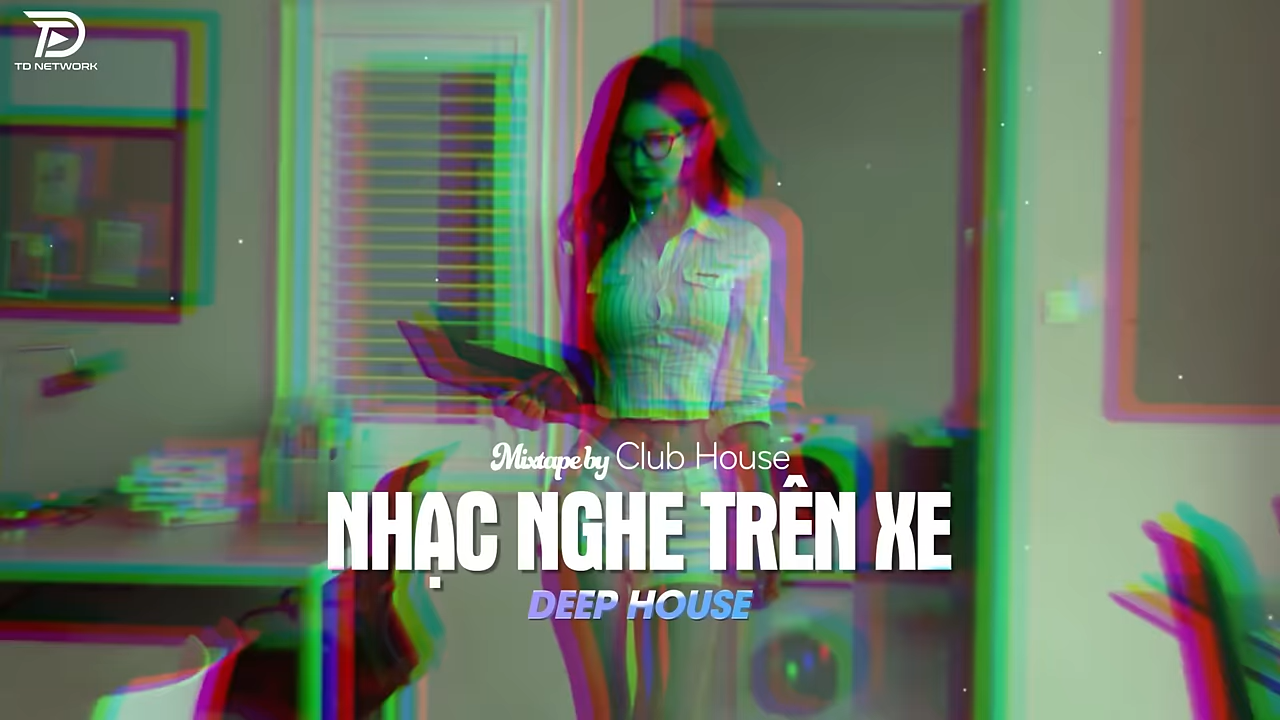 TD NETWORK
Mixtape by Club House
NHẠC NGHE TRÊN XE
DEEP HOUSE